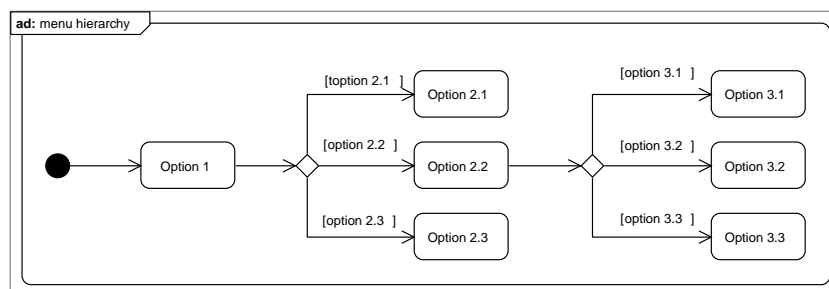 ad: menu hierarchy
[toption 2.1 ]
Option 2.1
[option 3.1 ]
Option 3.1
Option 1
[option 2.2 ]
Option 2.2
[option 3.2 ]
Option 3.2
[option 2.3 ]
Option 2.3
[option 3.3 ]
Option 3.3